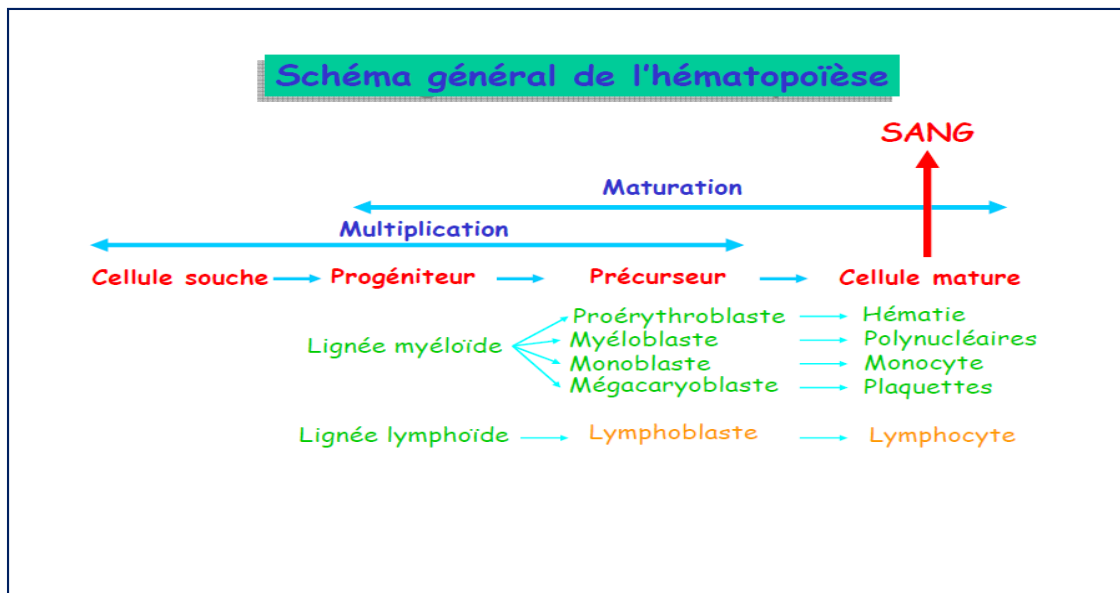 Schéma général de l'hématopoïèse
SANG
Maturation
Multiplication
Cellule souche Progéniteur Précurseur Cellule mature
Proérythroblaste Hématie
Lignée myéloïde Myéloblaste Polynucléaires
Monoblaste Monocyte
Mégacaryoblaste Plaquettes
Lignée lymphoïde Lymphoblaste Lymphocyte